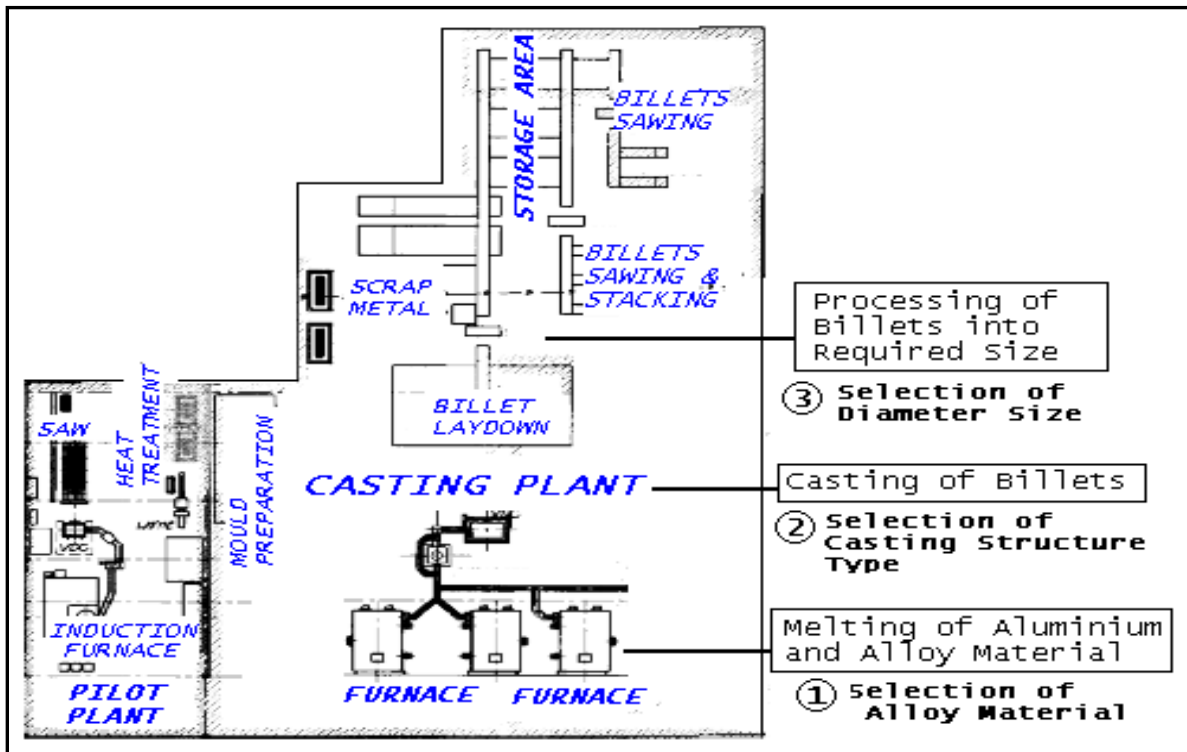 STORAGE AREA
BILLETS
SAWING
BILLETS
SAWING &
STACKING
SCRAP
METAL
Processing of
Billets into
Required Size
③ Selection of
Diameter Size
BILLET
LAYDOWN
SAW
HEAT
TREATMENT
MOULD
PREPARATION
CASTING PLANT
Casting of Billets
② Selection of
Casting Structure
Type
VDC
INDUCTION
FURNACE
PILOT
PLANT
FURNACE
FURNACE
Melting of Aluminium
and Alloy Material
① Selection of
Alloy Material